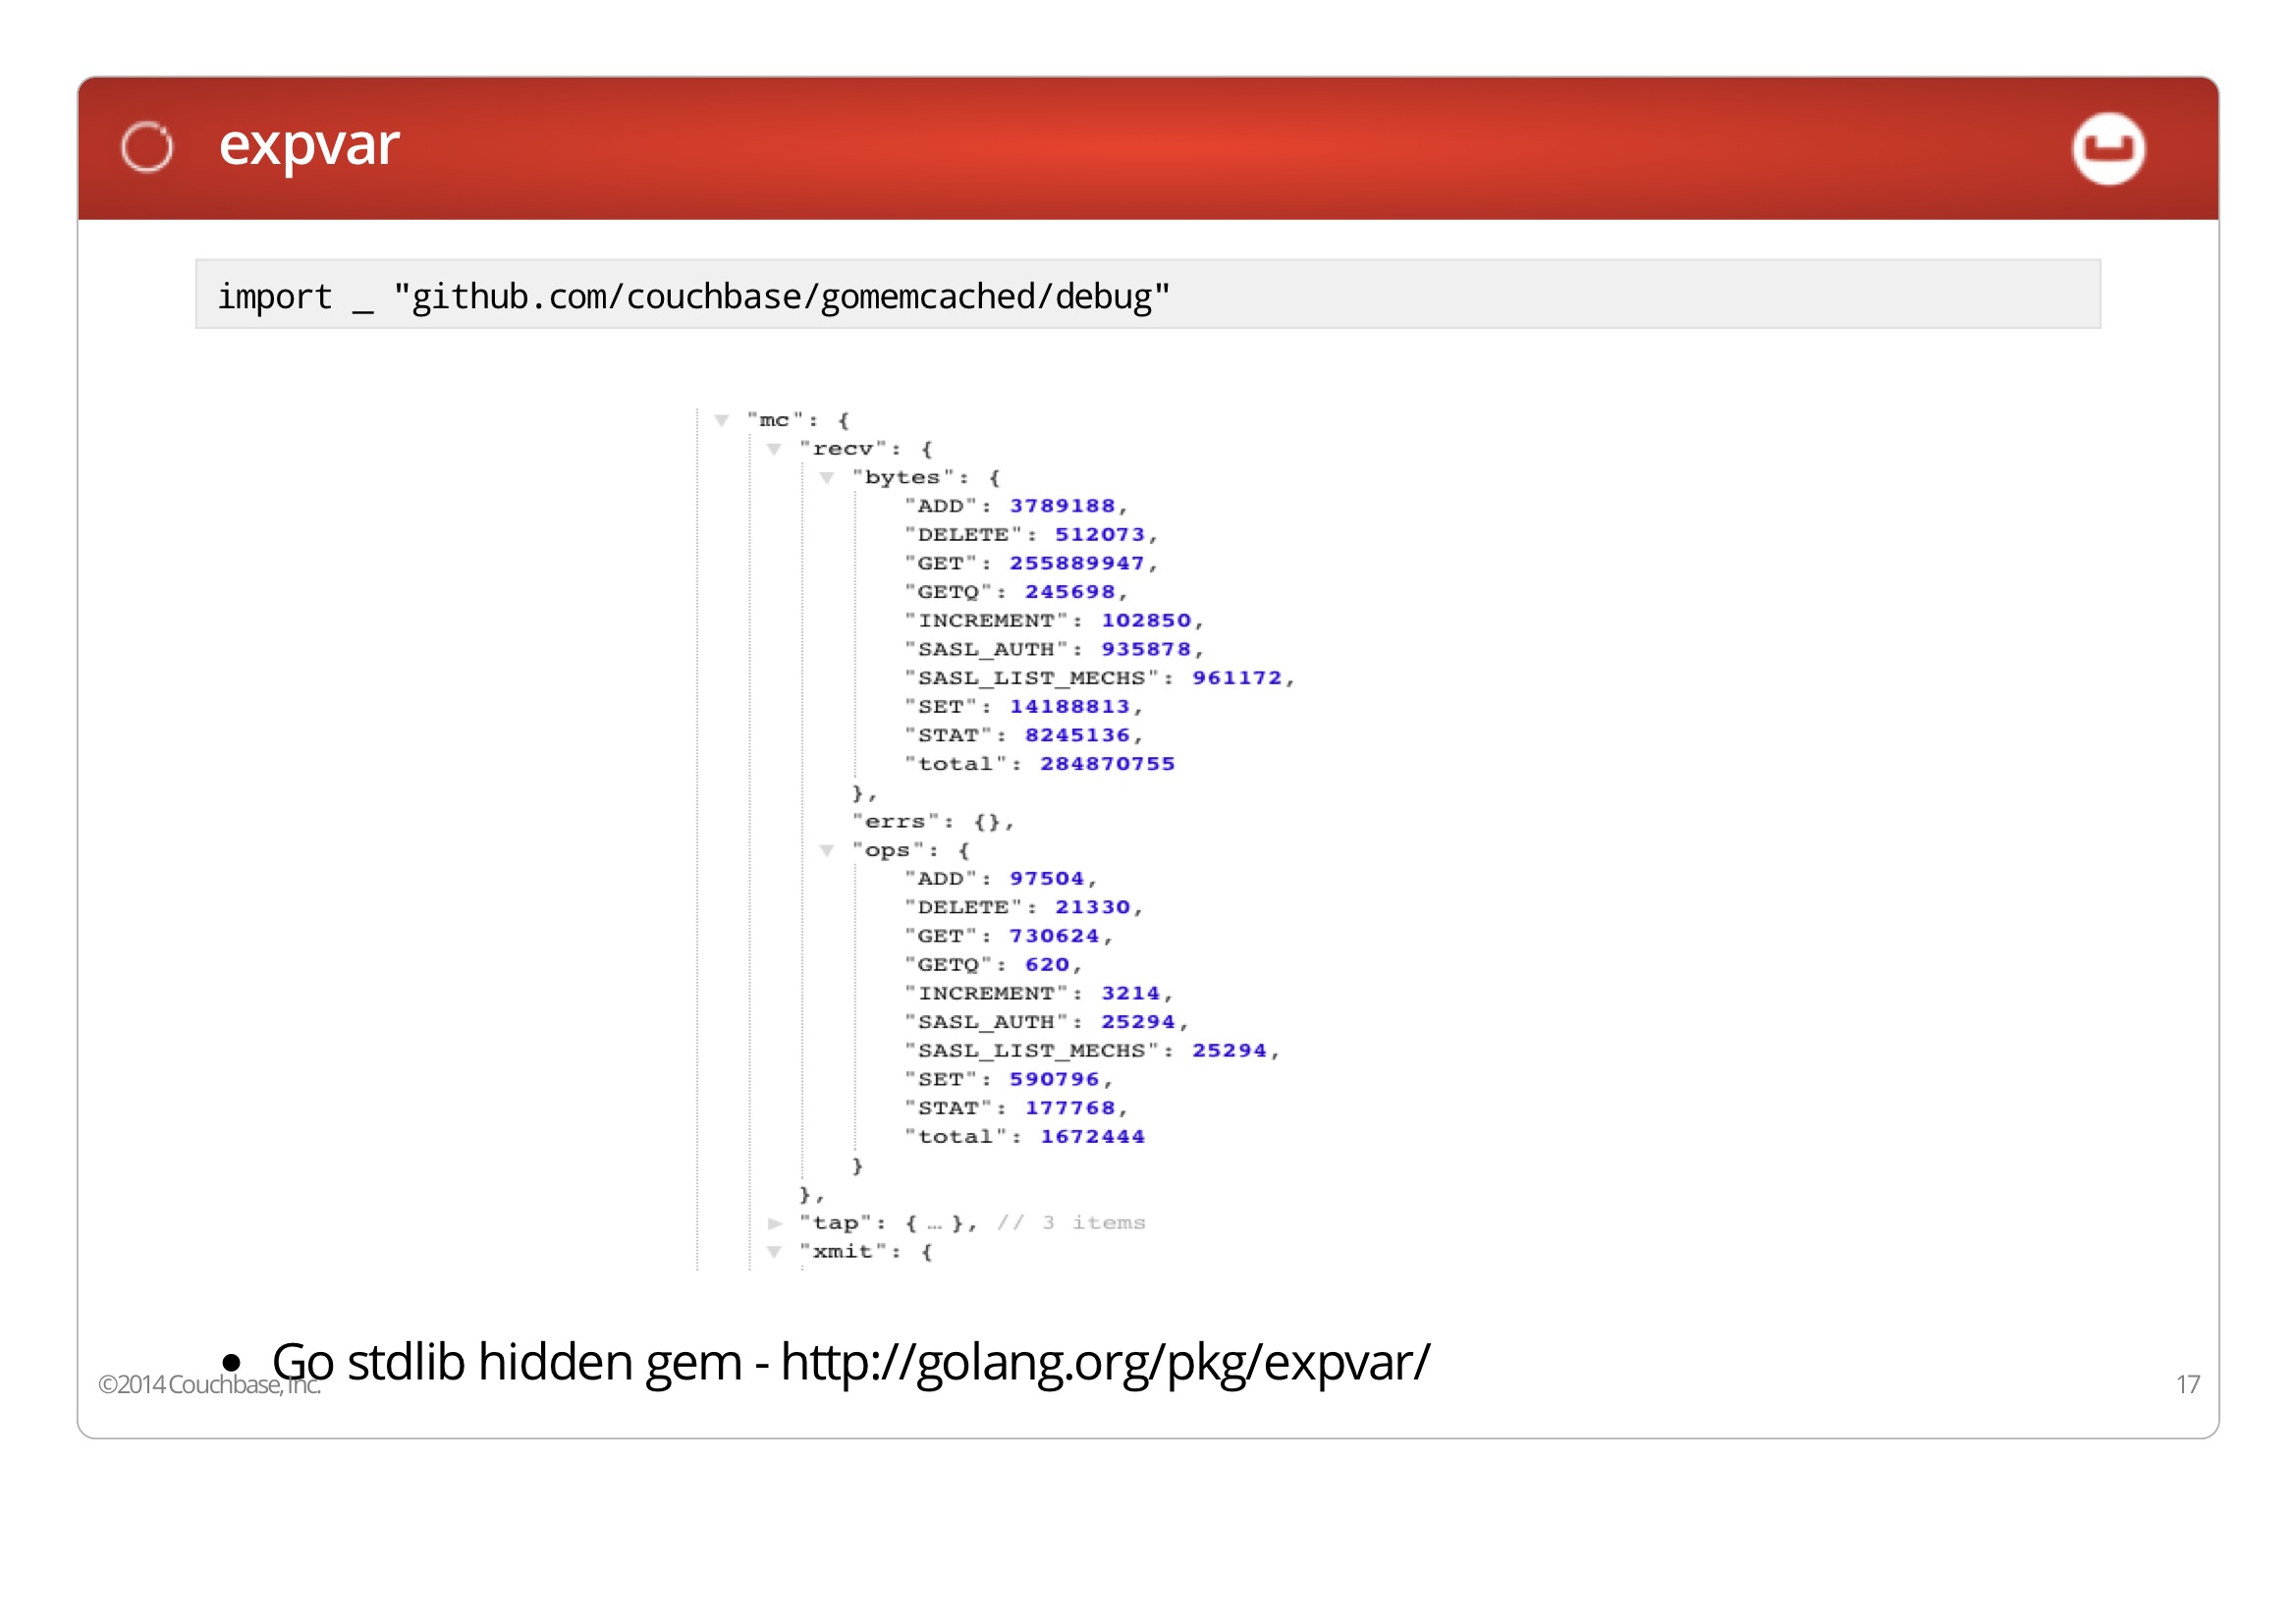 expvar
import _ "github.com/couchbase/gomemcached/debug"
"mc": {
"recv": {
"bytes": {
"ADD": 3789188,
"DELETE": 512073,
"GET": 255889947,
"GETQ": 245698,
"INCREMENT": 102850,
"SASL_AUTH": 935878,
"SASL_LIST_MECHS": 961172,
"SET": 14188813,
"STAT": 8245136,
"total": 284870755
},
"errs": {},
"ops": {
"ADD": 97504,
"DELETE": 21330,
"GET": 730624,
"GETQ": 620,
"INCREMENT": 3214,
"SASL_AUTH": 25294,
"SASL_LIST_MECHS": 25294,
"SET": 590796,
"STAT": 177768,
"total": 1672444
}
},
"tap": { … }, // 3 items
"xmit": {
• Go stdlib hidden gem - http://golang.org/pkg/expvar/
©2014 Couchbase, Inc.
17